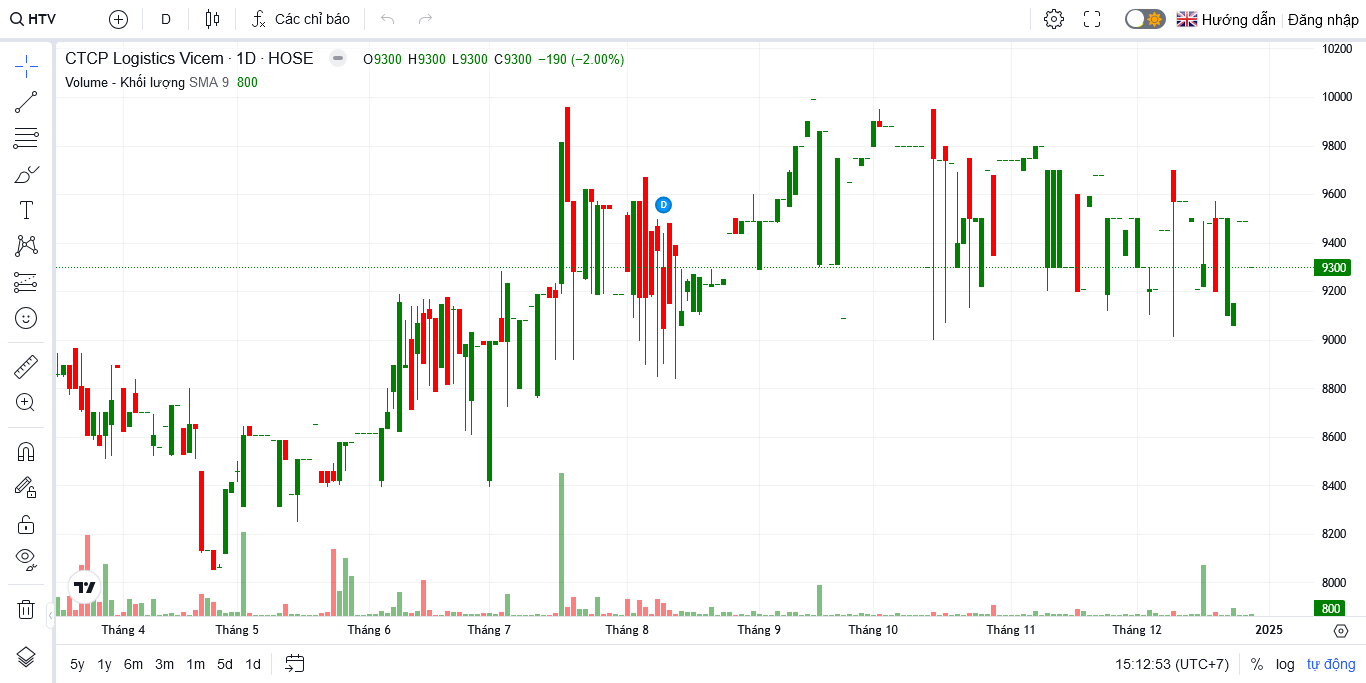 HTV D Các chỉ báo Hướng dẫn Đăng nhập
CTCP Logistics Vicem · 1D · HOSE O9300 H9300 L9300 C9300 −190 (−2.00%)
Volume - Khối lượng SMA 9 800
D
10200
10000
9800
9600
9400
9300
9200
9000
8800
8600
8400
8200
8000
800
Tháng 4 Tháng 5 Tháng 6 Tháng 7 Tháng 8 Tháng 9 Tháng 10 Tháng 11 Tháng 12 2025
5y 1y 6m 3m 1m 5d 1d 15:12:53 (UTC+7) % log tự động